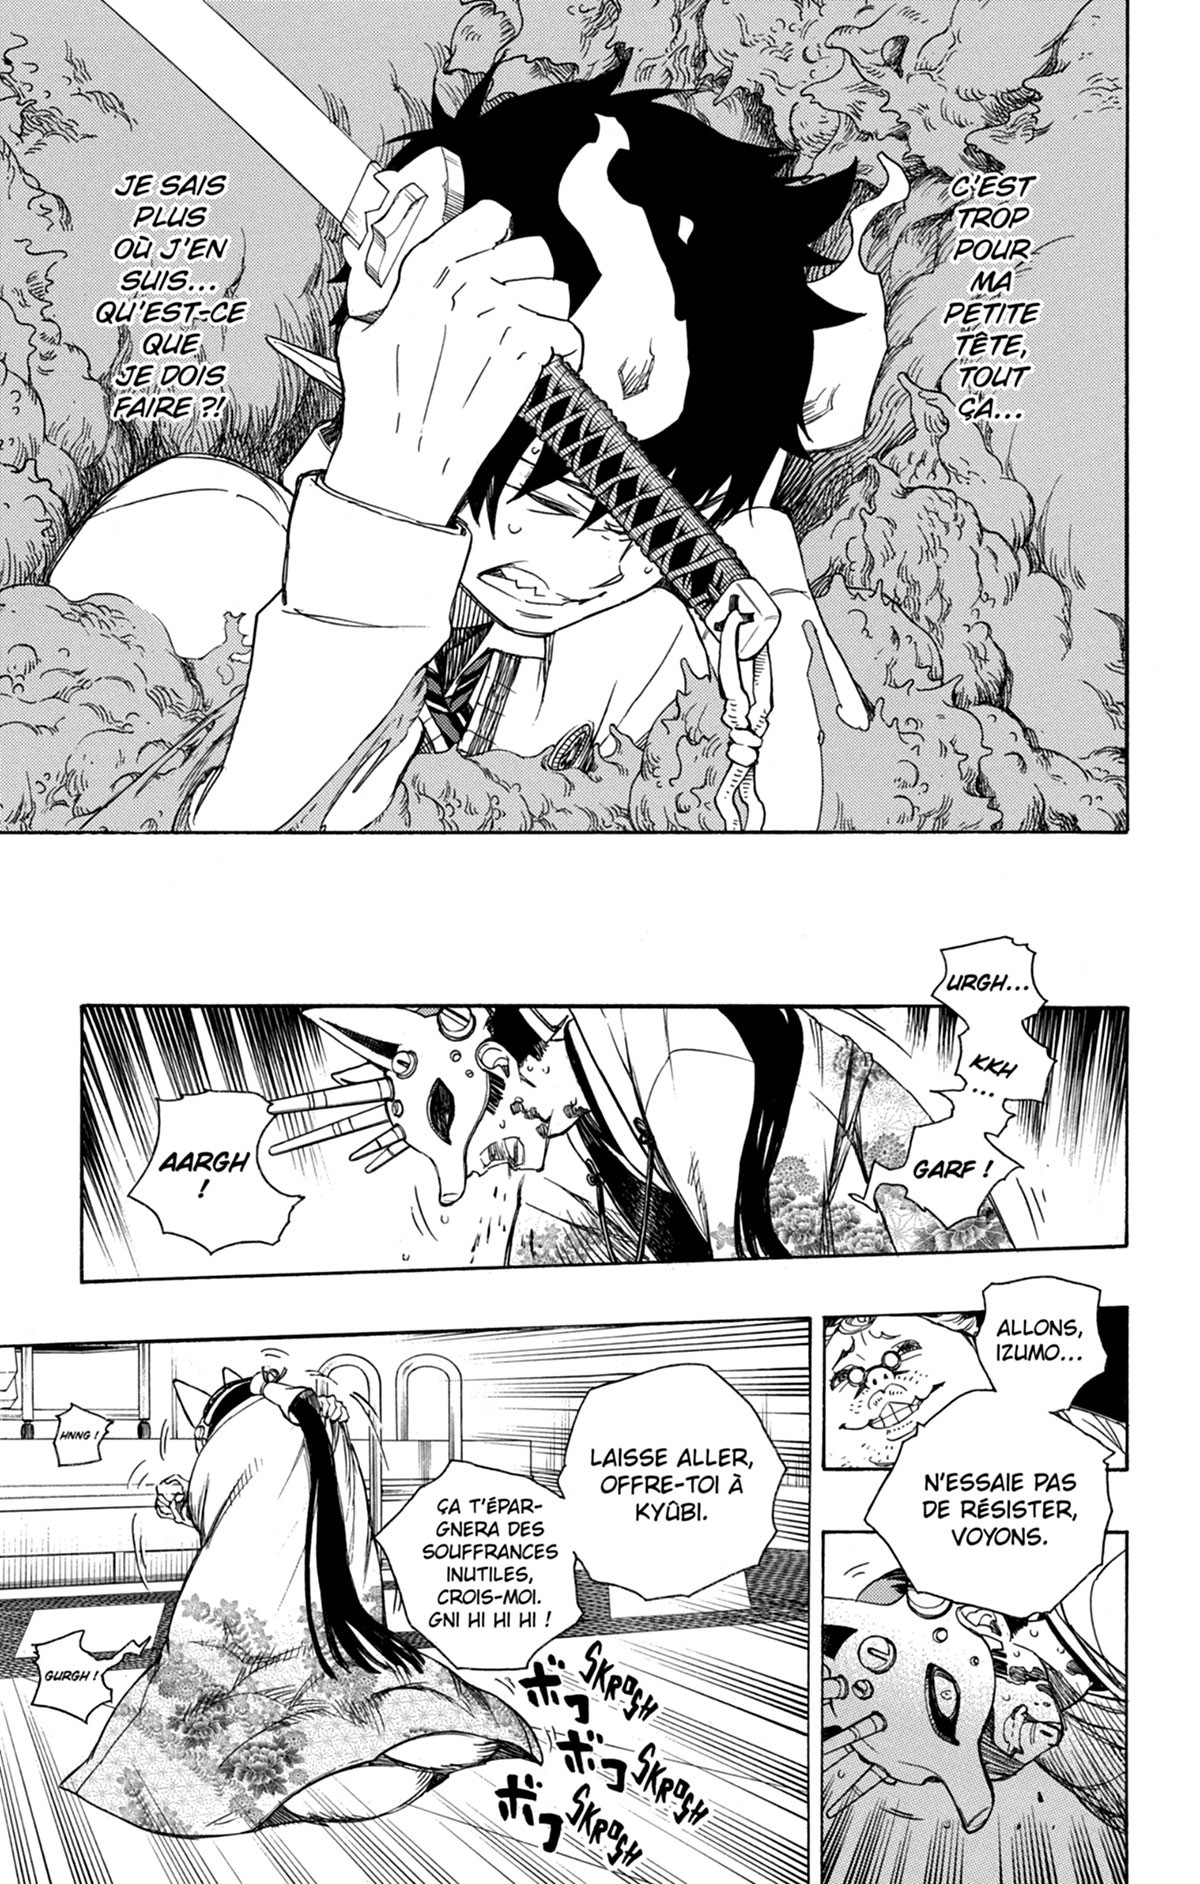 C'EST
TROP
POUR
MA
PETITE
TÊTE,
TOUT
ÇA...
JE SAIS
PLUS
OÙ J'EN
SUIS...
QU'EST-CE
QUE
JE DOIS
FAIRE ?!
URGH...
KKH
...
GARF !
AARGH
!
ALLONS,
IZUMO...
N'ESSAIE PAS
DE RÉSISTER,
VOYONS.
LAISSE ALLER,
OFFRE-TOI À
KYÛBI.
ÇA T'ÉPAR-
GNERA DES
SOUFFRANCES
INUTILES,
CROIS-MOI.
GNI HI HI HI !
HNNG !
GURGH !
ボコ
SKROSH
ボコ
SKROSH
ボコ
SKROSH